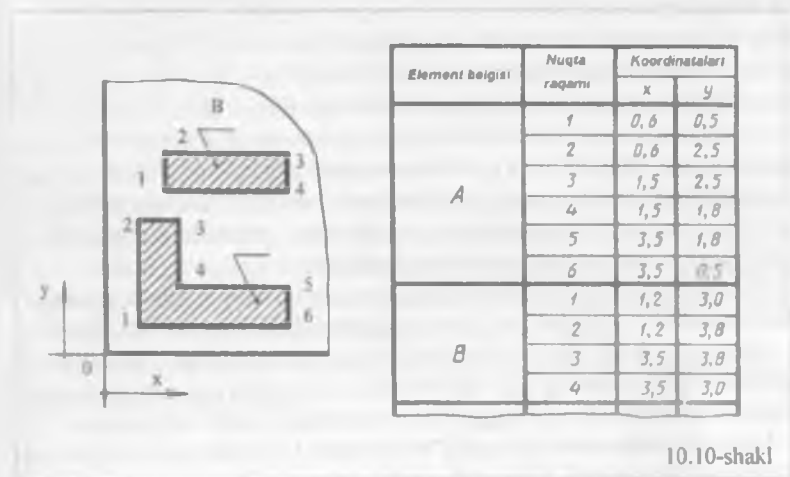 B
2
3
1
4
2
3
4
5
y
1
6
0
x
Element belgisi Nuqta raqami Koordinatalari
x y
A
1 0,6 0,5
2 0,6 2,5
3 1,5 2,5
4 1,5 1,8
5 3,5 1,8
6 3,5 0,5
B
1 1,2 3,0
2 1,2 3,8
3 3,5 3,8
4 3,5 3,0
10.10-shakl